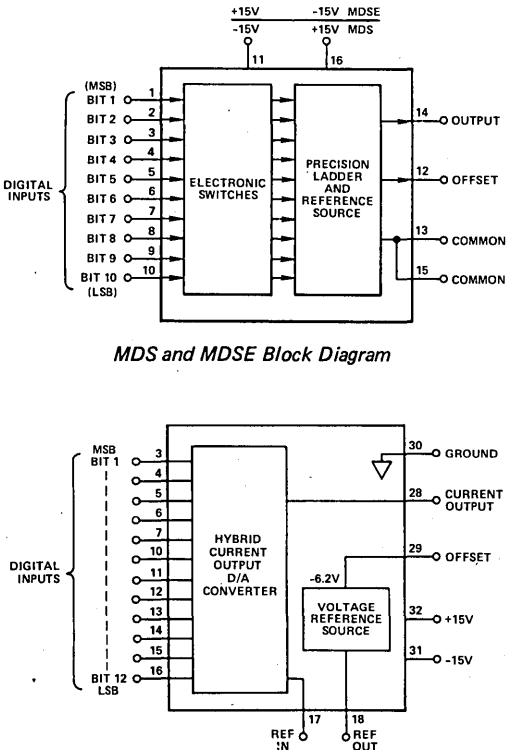 +15V -15V MDSE
-15V +15V MDS
11 16
(MSB)
BIT 1 1
BIT 2 2
BIT 3 3
BIT 4 4
BIT 5 5
BIT 6 6
BIT 7 7
BIT 8 8
BIT 9 9
BIT 10 10
(LSB)
DIGITAL
INPUTS
ELECTRONIC
SWITCHES
PRECISION
LADDER
AND
REFERENCE
SOURCE
14 OUTPUT
12 OFFSET
13 COMMON
15 COMMON
MDS and MDSE Block Diagram
MSB
BIT 1 3
4
5
6
7
10
11
12
13
14
15
BIT 12 16
LSB
DIGITAL
INPUTS
HYBRID
CURRENT
OUTPUT
D/A
CONVERTER
30 GROUND
28 CURRENT
OUTPUT
29 OFFSET
-6.2V
VOLTAGE
REFERENCE
SOURCE
32 +15V
31 -15V
17 18
REF
IN
REF
OUT